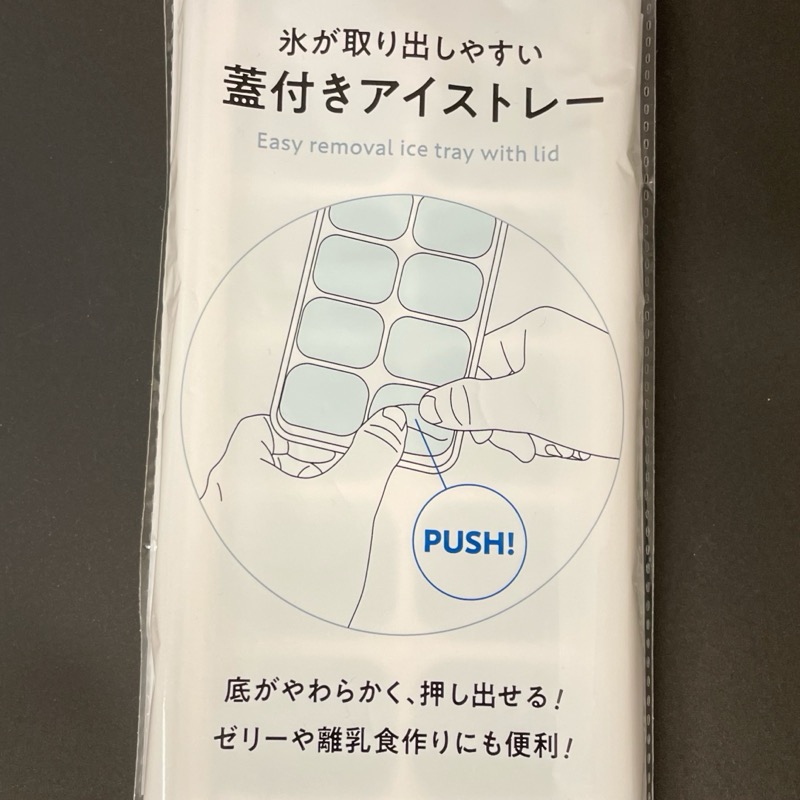 氷が取り出しやすい
蓋付きアイストレー
Easy removal ice tray with lid
PUSH!
底がやわらかく、押し出せる!
ゼリーや離乳食作りにも便利!